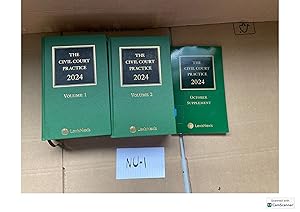 THE
CIVIL COURT
PRACTICE
2024
VOLUME 1
LexisNexis
THE
CIVIL COURT
PRACTICE
2024
VOLUME 2
LexisNexis
THE
CIVIL COURT
PRACTICE
2024
OCTOBER
SUPPLEMENT
LexisNexis
NU-1
Scanned with
CamScanner